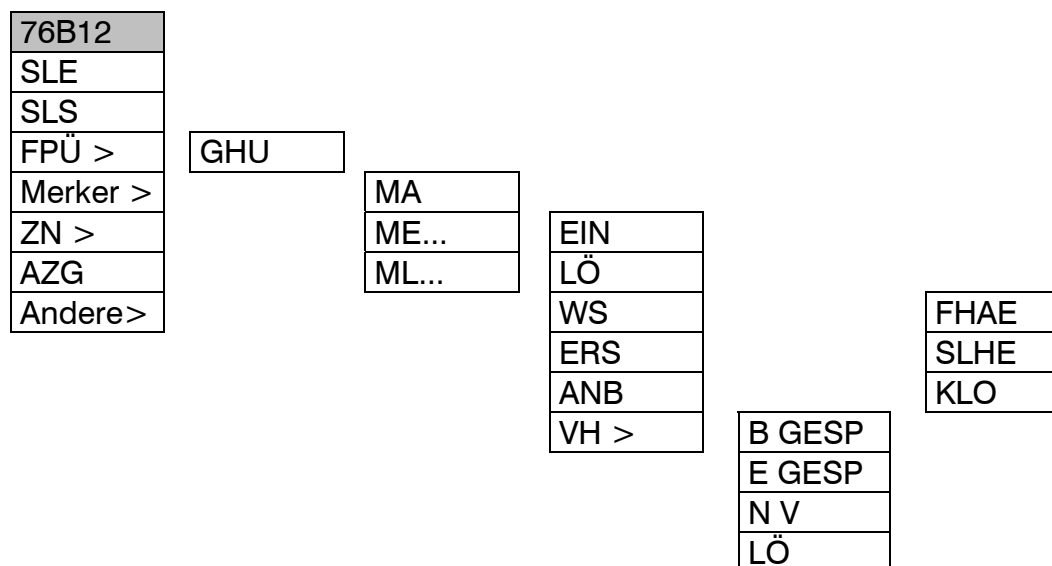 76B12
SLE
SLS
FPÜ >
Merker >
ZN >
AZG
Andere>
GHU
MA
ME...
ML...
EIN
LÖ
WS
ERS
ANB
VH >
B GESP
E GESP
N V
LÖ
FHAE
SLHE
KLO